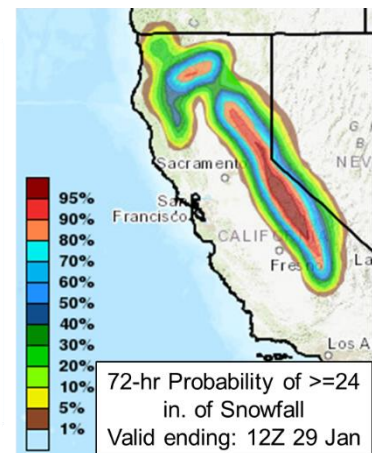 NEV
Sacramento
San
Francisco
CALIF
Fresno
La
Los A
95%
90%
80%
70%
60%
50%
40%
30%
20%
10%
5%
1%
72-hr Probability of >=24
in. of Snowfall
Valid ending: 12Z 29 Jan